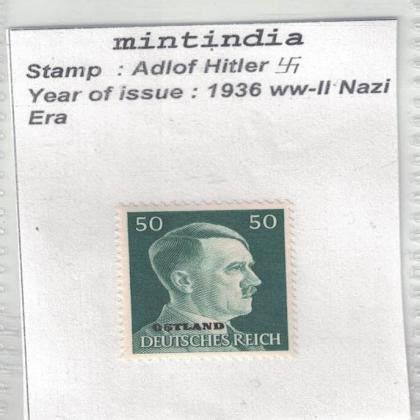 mintindia
Stamp : Adlof Hitler 卐
Year of issue : 1936 ww-II Nazi
Era
50 50
OSTLAND
DEUTSCHES REICH